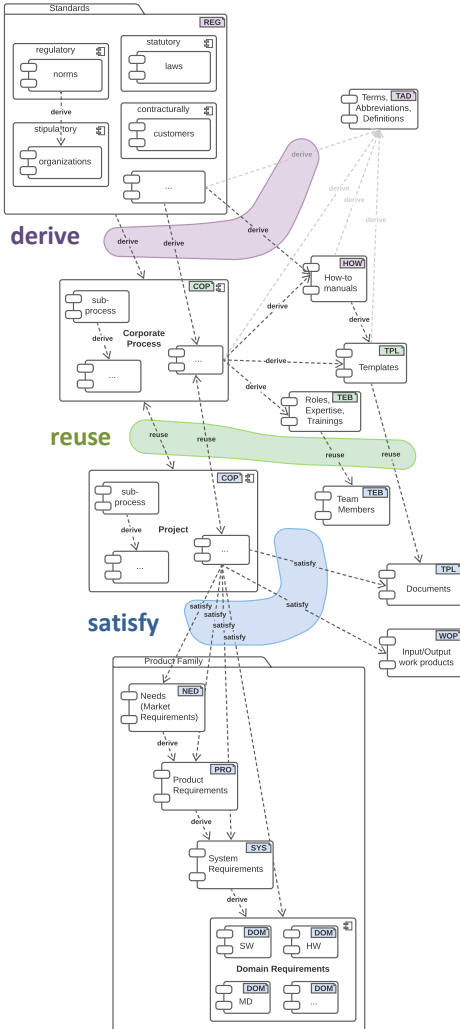 Standards
REG
regulatory
norms
derive
stipulatory
organizations
statutory
laws
contracturally
customers
...
Terms,
Abbreviations,
Definitions
TAD
derive
derive
derive
derive
derive
derive
derive
derive
HOW
How-to
manuals
derive
COP
sub-
process
derive
...
Corporate
Process
...
derive
derive
derive
TPL
Templates
Roles,
Expertise,
Trainings
TEB
reuse
reuse
reuse
reuse
reuse
COP
sub-
process
derive
...
Project
...
TEB
Team
Members
satisfy
satisfy
satisfy
satisfy
satisfy
satisfy
satisfy
TPL
Documents
WOP
Input/Output
work products
Product Family
NED
Needs
(Market
Requirements)
derive
PRO
Product
Requirements
derive
SYS
System
Requirements
derive
DOM
SW
DOM
HW
Domain Requirements
DOM
MD
DOM
...